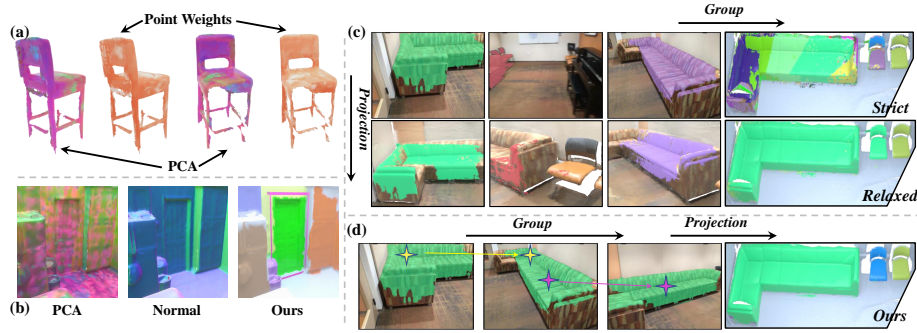 (a)
Point Weights
PCA
(b)
PCA
Normal
Ours
(c)
Group
Projection
Strict
Relaxed
(d)
Group
Projection
Ours